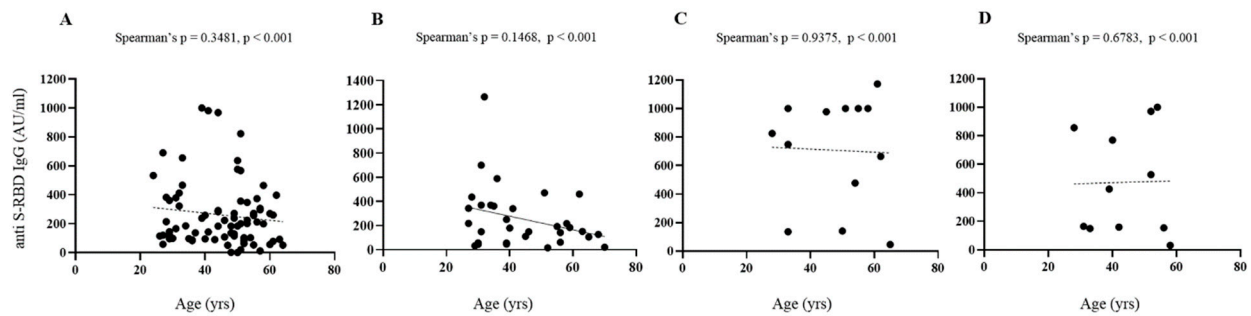 A
Spearman's p = 0.3481, p < 0.001
anti S-RBD IgG (AU/ml)
1200
1000
800
600
400
200
0
0 20 40 60 80
Age (yrs)
B
Spearman's p = 0.1468, p < 0.001
1400
1200
1000
800
600
400
200
0
0 20 40 60 80
Age (yrs)
C
Spearman's p = 0.9375, p < 0.001
1200
1000
800
600
400
200
0
0 20 40 60 80
Age (yrs)
D
Spearman's p = 0.6783, p < 0.001
1200
1000
800
600
400
200
0
0 20 40 60 80
Age (yrs)